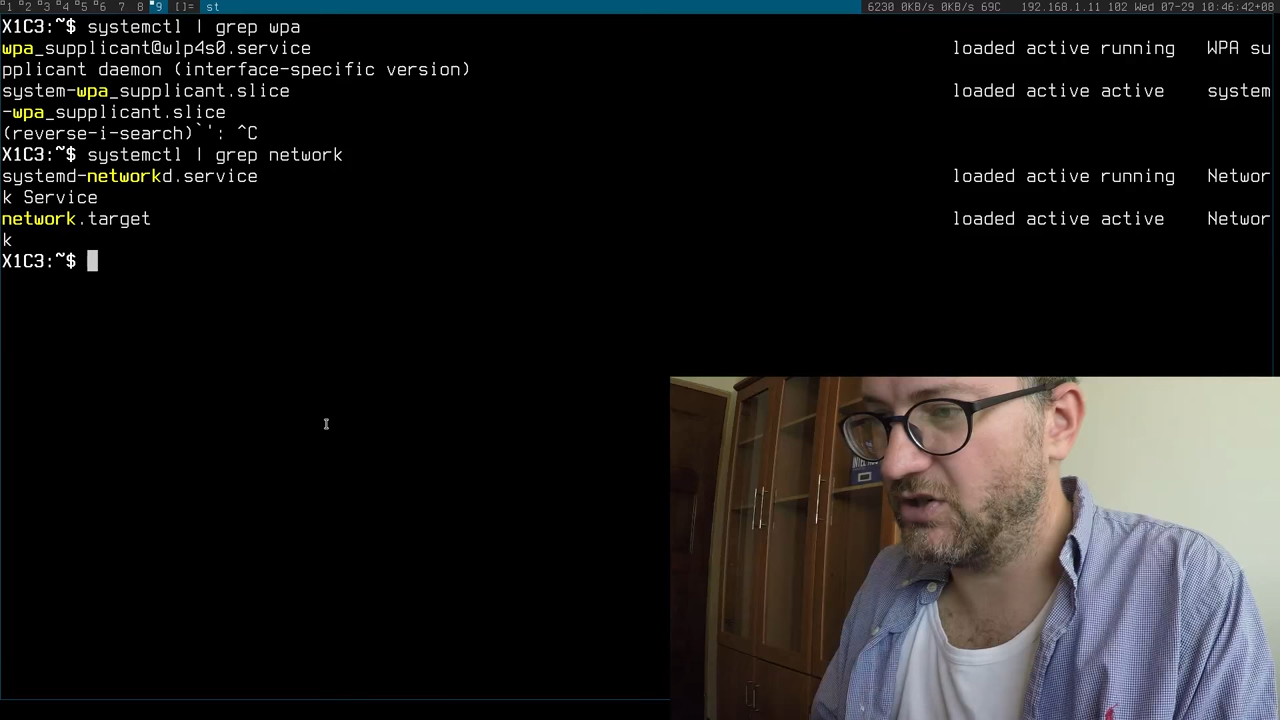 1 2 3 4 5 6 7 8 9 []= st 6230 0KB/s 0KB/s 69C 192.168.1.11 102 Wed 07-29 10:46:42+08
X1C3:~$ systemctl | grep wpa
wpa_supplicant@wlp4s0.service loaded active running WPA su
pplicant daemon (interface-specific version)
system-wpa_supplicant.slice loaded active active system
-wpa_supplicant.slice
(reverse-i-search)`': ^C
X1C3:~$ systemctl | grep network
systemd-networkd.service loaded active running Networ
k Service
network.target loaded active active Networ
k
X1C3:~$